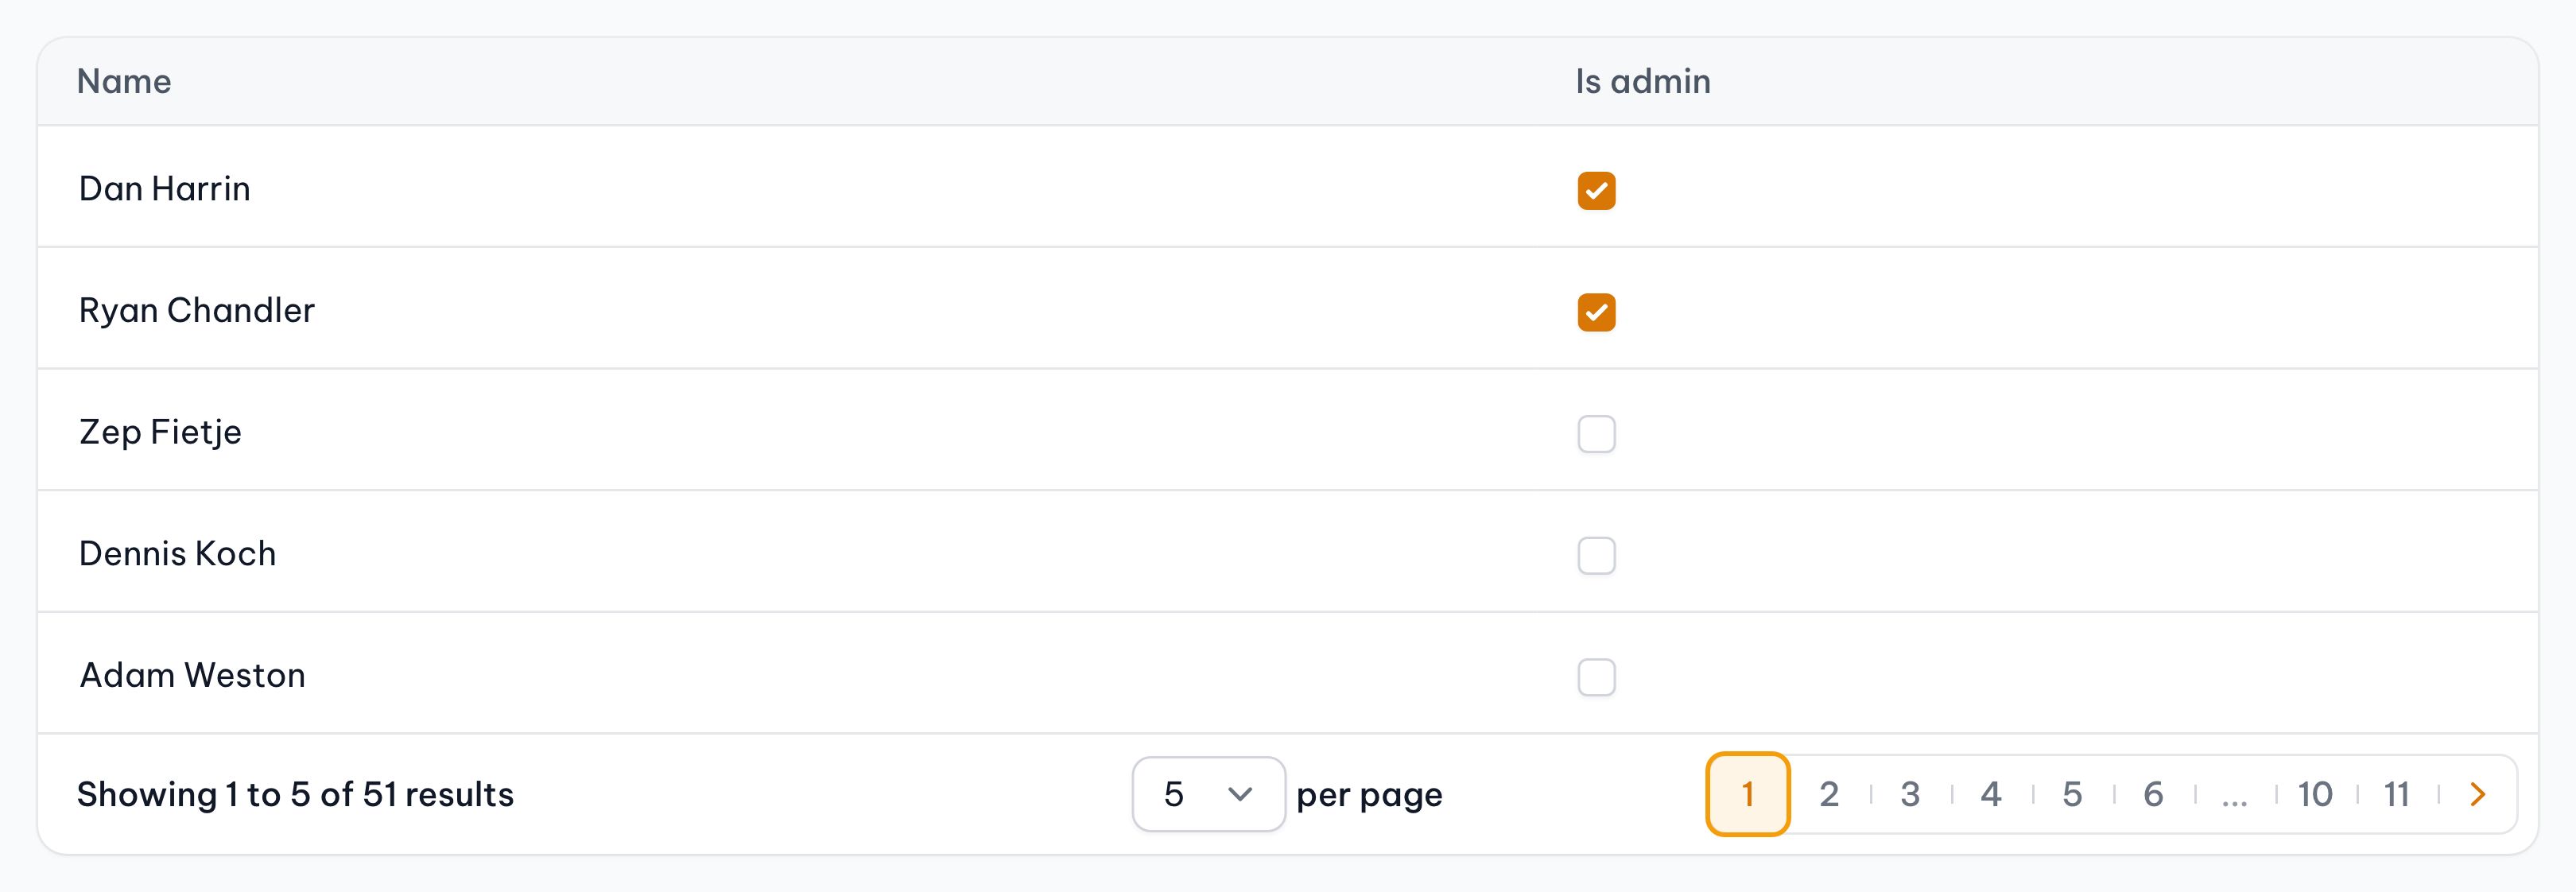 Name Is admin
Dan Harrin
Ryan Chandler
Zep Fietje
Dennis Koch
Adam Weston
Showing 1 to 5 of 51 results 5 per page 1 2 3 4 5 6 ... 10 11